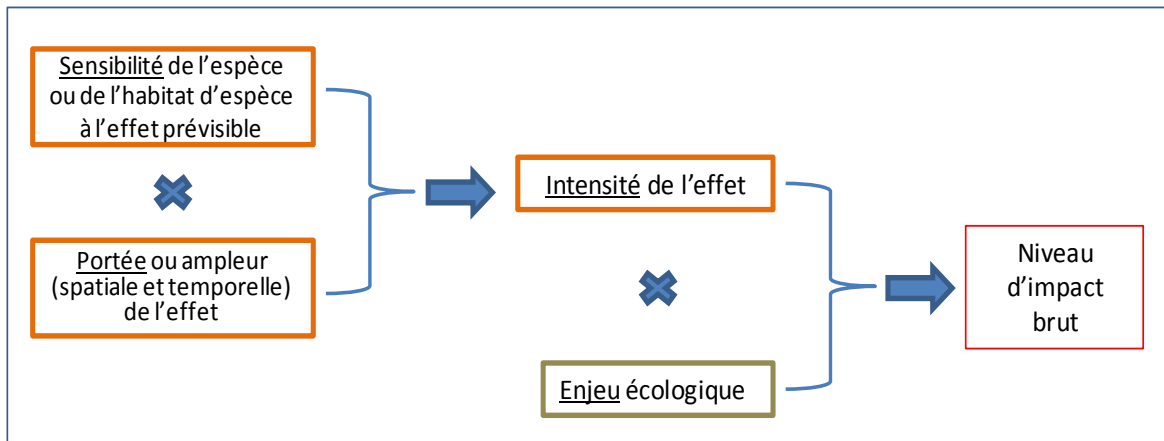 Sensibilité de l'espèce
ou de l'habitat d'espèce
à l'effet prévisible
Portée ou ampleur
(spatiale et temporelle)
de l'effet
Intensité de l'effet
Enjeu écologique
Niveau
d'impact
brut